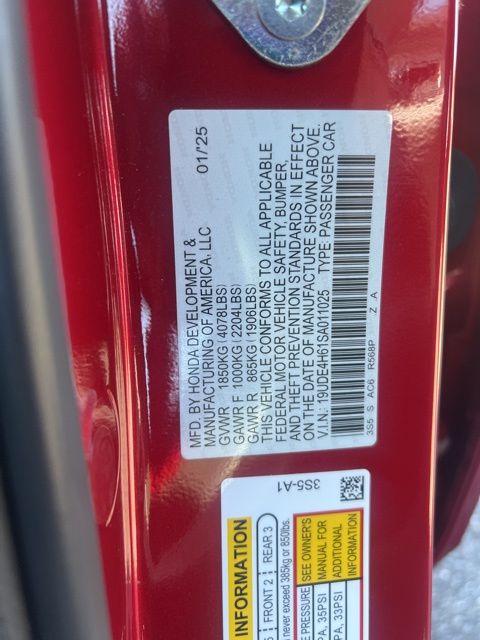 MFD. BY HONDA DEVELOPMENT & 01/'25
MANUFACTURING OF AMERICA, LLC
GVWR 1850KG(4078LBS)
GAWR F 1000KG(2204LBS)
GAWR R 865KG(1906LBS)
THIS VEHICLE CONFORMS TO ALL APPLICABLE
FEDERAL MOTOR VEHICLE SAFETY, BUMPER,
AND THEFT PREVENTION STANDARDS IN EFFECT
ON THE DATE OF MANUFACTURE SHOWN ABOVE.
V.I.N: 19UDE4H61SA011025 TYPE: PASSENGER CAR
3S5 S AC6 R568P Z A
3S5-A1
INFORMATION
FRONT 2 REAR 3
never exceed 385kg or 850lbs.
PRESSURE SEE OWNER'S
35PSI MANUAL FOR
33PSI ADDITIONAL
INFORMATION